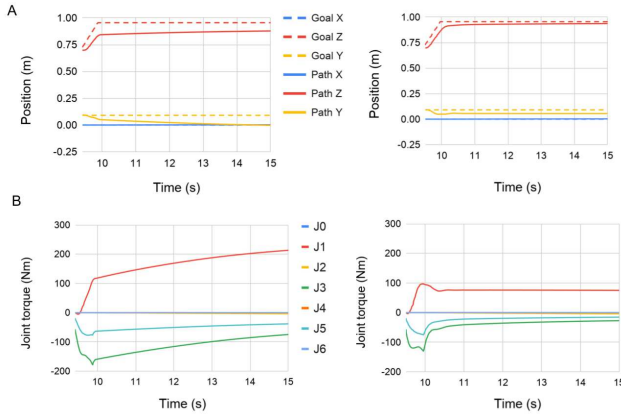 A
Position (m)
1.00
0.75
0.50
0.25
0.00
-0.25
10
11
12
13
14
15
Time (s)
Goal X
Goal Z
Goal Y
Path X
Path Z
Path Y
Position (m)
0.75
0.50
0.25
0.00
-0.25
10
11
12
13
14
15
Time (s)
B
Joint torque (Nm)
300
200
100
0
-100
-200
10
11
12
13
14
15
Time (s)
J0
J1
J2
J3
J4
J5
J6
Joint torque (Nm)
300
200
100
0
-100
-200
10
11
12
13
14
15
Time (s)